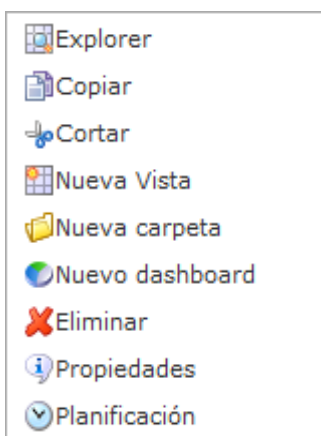 Explorer
Copiar
Cortar
Nueva Vista
Nueva carpeta
Nuevo dashboard
Eliminar
Propiedades
Planificación